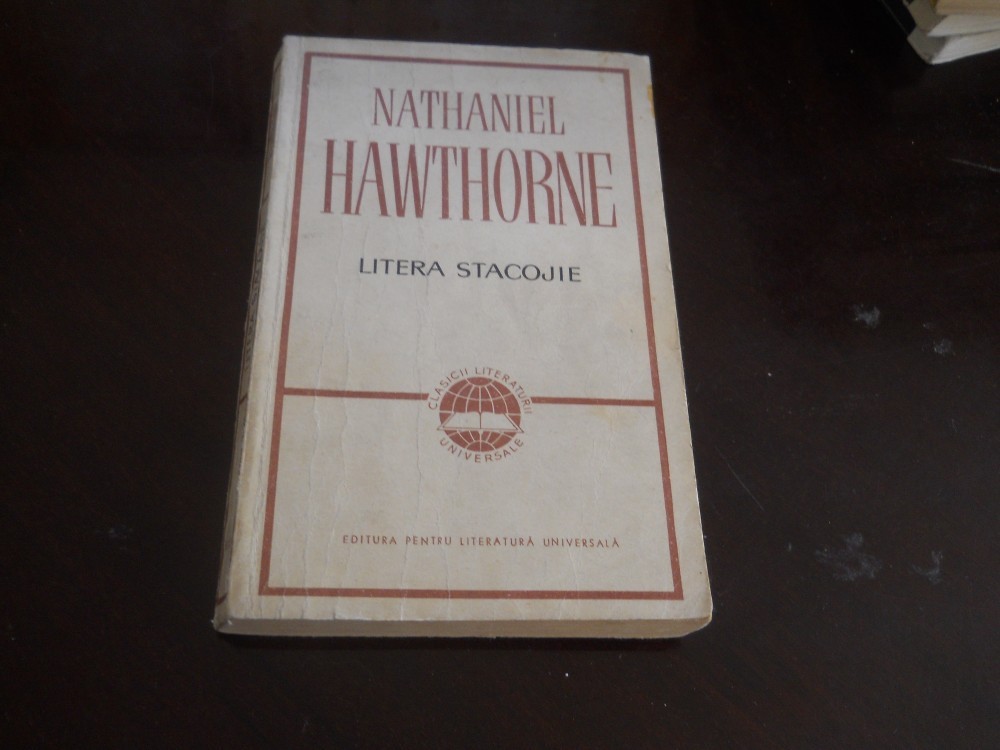 NATHANIEL
HAWTHORNE
LITERA STACOJIE
CLASICII LITERATURII
UNIVERSALE
EDITURA PENTRU LITERATURĂ UNIVERSALĂ